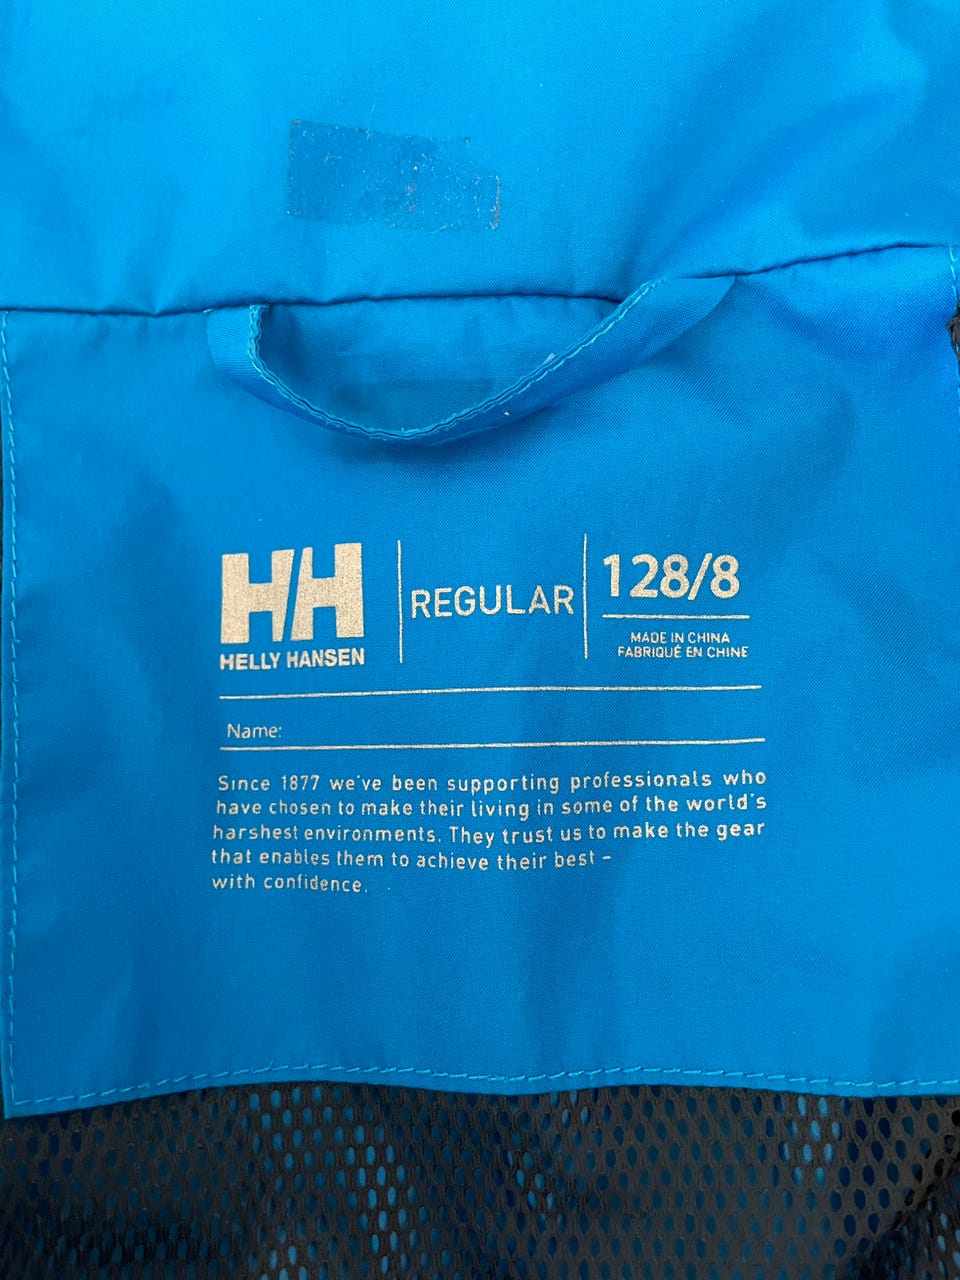 HH
HELLY HANSEN
REGULAR
128/8
MADE IN CHINA
FABRIQUÉ EN CHINE
Name:
Since 1877 we've been supporting professionals who
have chosen to make their living in some of the world's
harshest environments. They trust us to make the gear
that enables them to achieve their best –
with confidence.